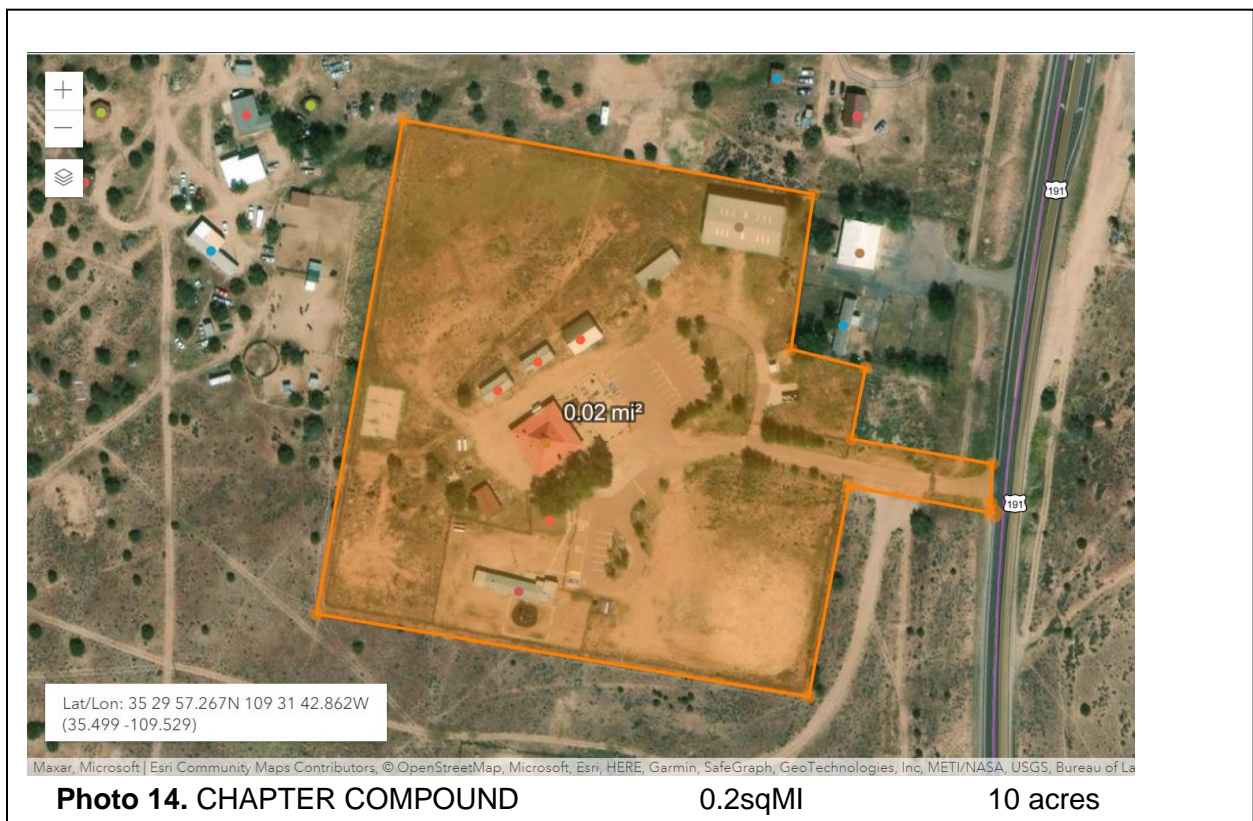 +
−
191
0.02 mi²
191
Lat/Lon: 35 29 57.267N 109 31 42.862W
(35.499 -109.529)
Maxar, Microsoft | Esri Community Maps Contributors, © OpenStreetMap, Microsoft, Esri, HERE, Garmin, SafeGraph, GeoTechnologies, Inc, METI/NASA, USGS, Bureau of La
Photo 14. CHAPTER COMPOUND 0.2sqMI 10 acres